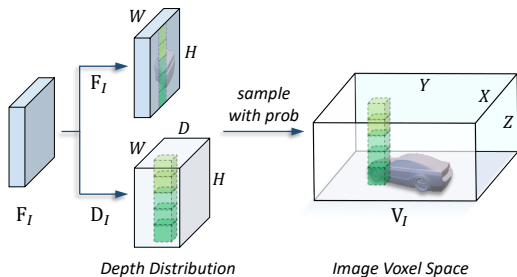 W
H
F_I
D
W
H
F_I
D_I
Depth Distribution
sample
with prob
Y
X
Z
V_I
Image Voxel Space